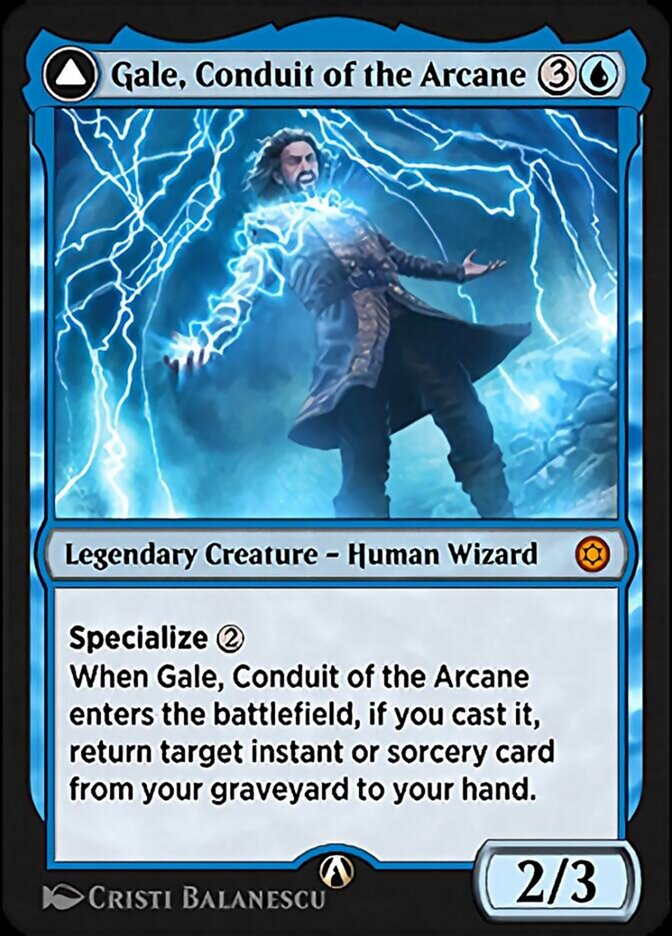 Gale, Conduit of the Arcane 3
Legendary Creature – Human Wizard
Specialize 2
When Gale, Conduit of the Arcane
enters the battlefield, if you cast it,
return target instant or sorcery card
from your graveyard to your hand.
2/3
Cristi Balanescu